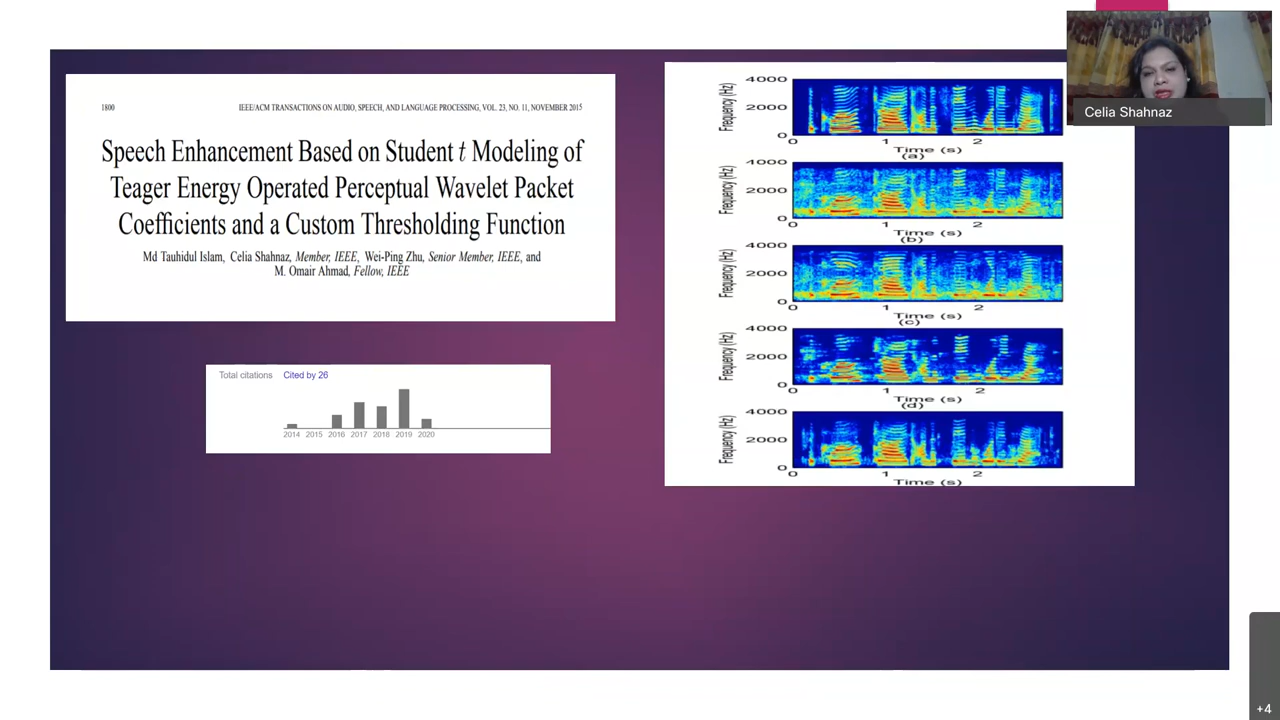 1800 IEEE/ACM TRANSACTIONS ON AUDIO, SPEECH, AND LANGUAGE PROCESSING, VOL. 23, NO. 11, NOVEMBER 2015
Speech Enhancement Based on Student t Modeling of
Teager Energy Operated Perceptual Wavelet Packet
Coefficients and a Custom Thresholding Function
Md Tauhidul Islam, Celia Shahnaz, Member, IEEE, Wei-Ping Zhu, Senior Member, IEEE, and
M. Omair Ahmad, Fellow, IEEE
Total citations Cited by 26
2014 2015 2016 2017 2018 2019 2020
Frequency (Hz)
4000
2000
0
0 1 2
Time (s)
(a)
Frequency (Hz)
4000
2000
0
0 1 2
Time (s)
(b)
Frequency (Hz)
4000
2000
0
0 1 2
Time (s)
(c)
Frequency (Hz)
4000
2000
0
0 1 2
Time (s)
(d)
Frequency (Hz)
4000
2000
0
0 1 2
Time (s)
Celia Shahnaz
+4